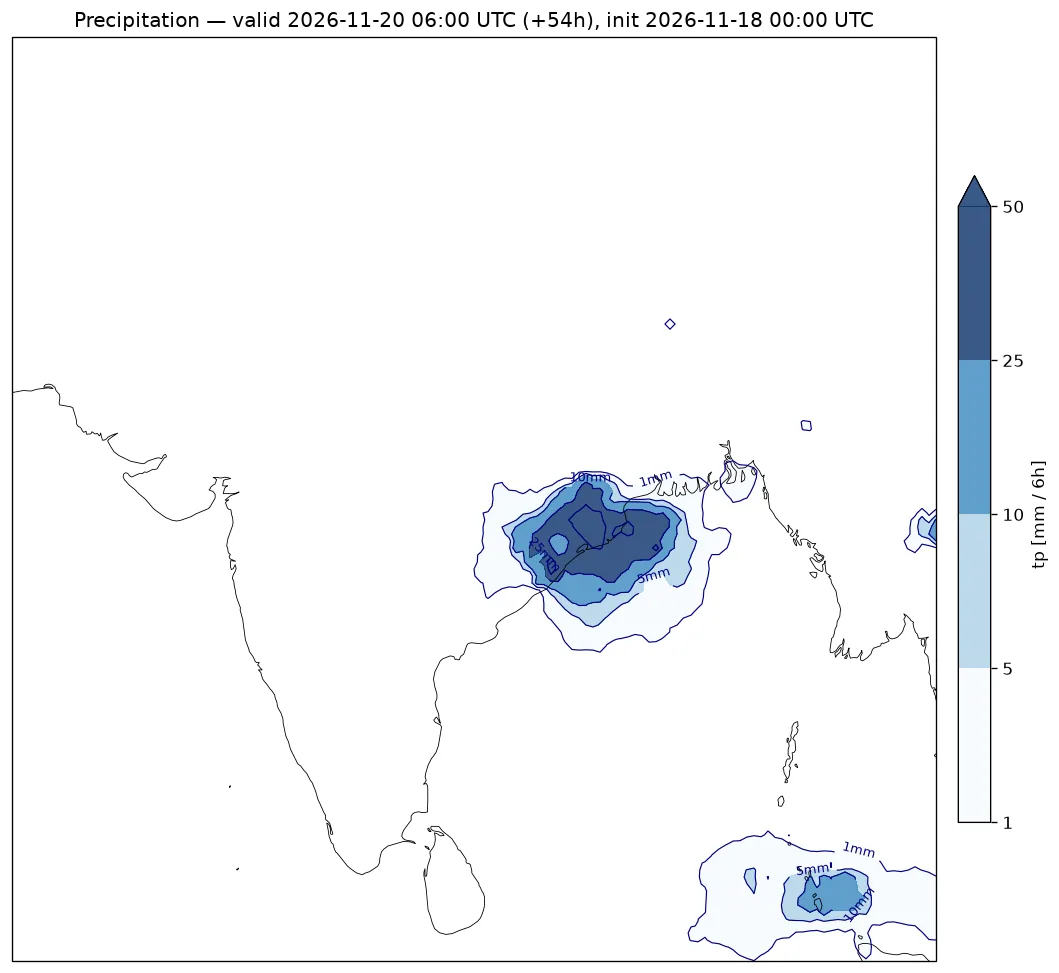 Precipitation — valid 2026-11-20 06:00 UTC (+54h), init 2026-11-18 00:00 UTC
50
25
10
5
1
tp [mm / 6h]
10mm
1mm
25mm
5mm
1mm
5mm
10mm